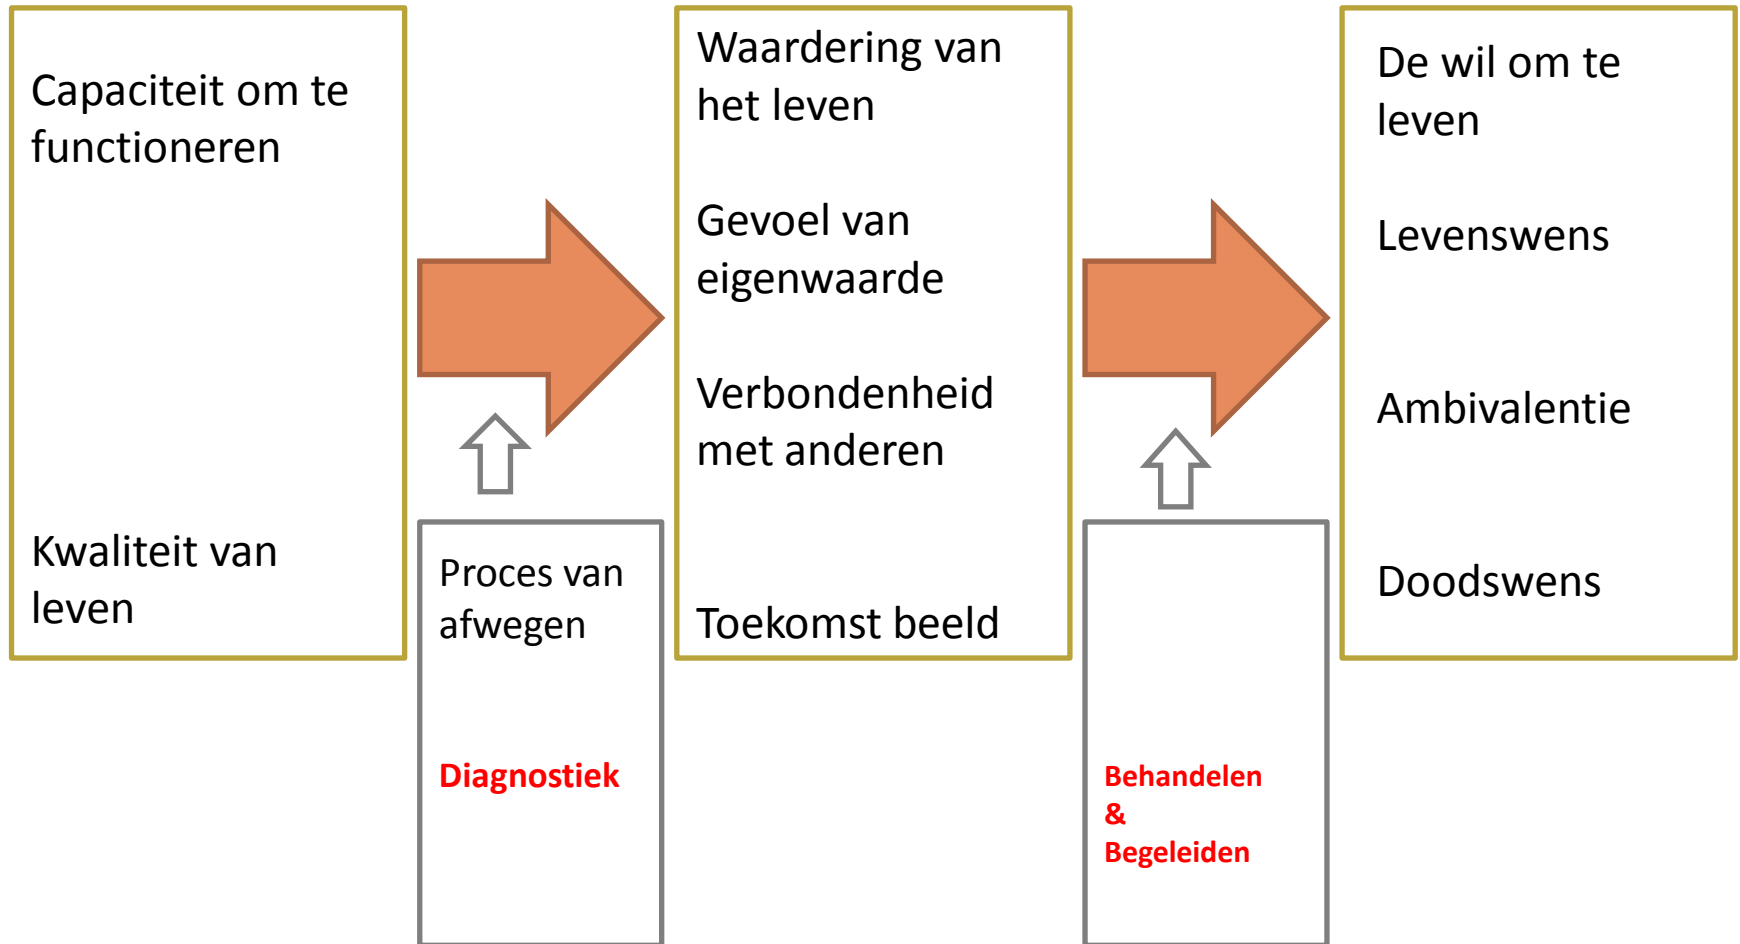 Capaciteit om te
functioneren
Kwaliteit van
leven
Proces van
afwegen
Diagnostiek
Waardering van
het leven
Gevoel van
eigenwaarde
Verbondenheid
met anderen
Toekomst beeld
Behandelen
&
Begeleiden
De wil om te
leven
Levenswens
Ambivalentie
Doodswens